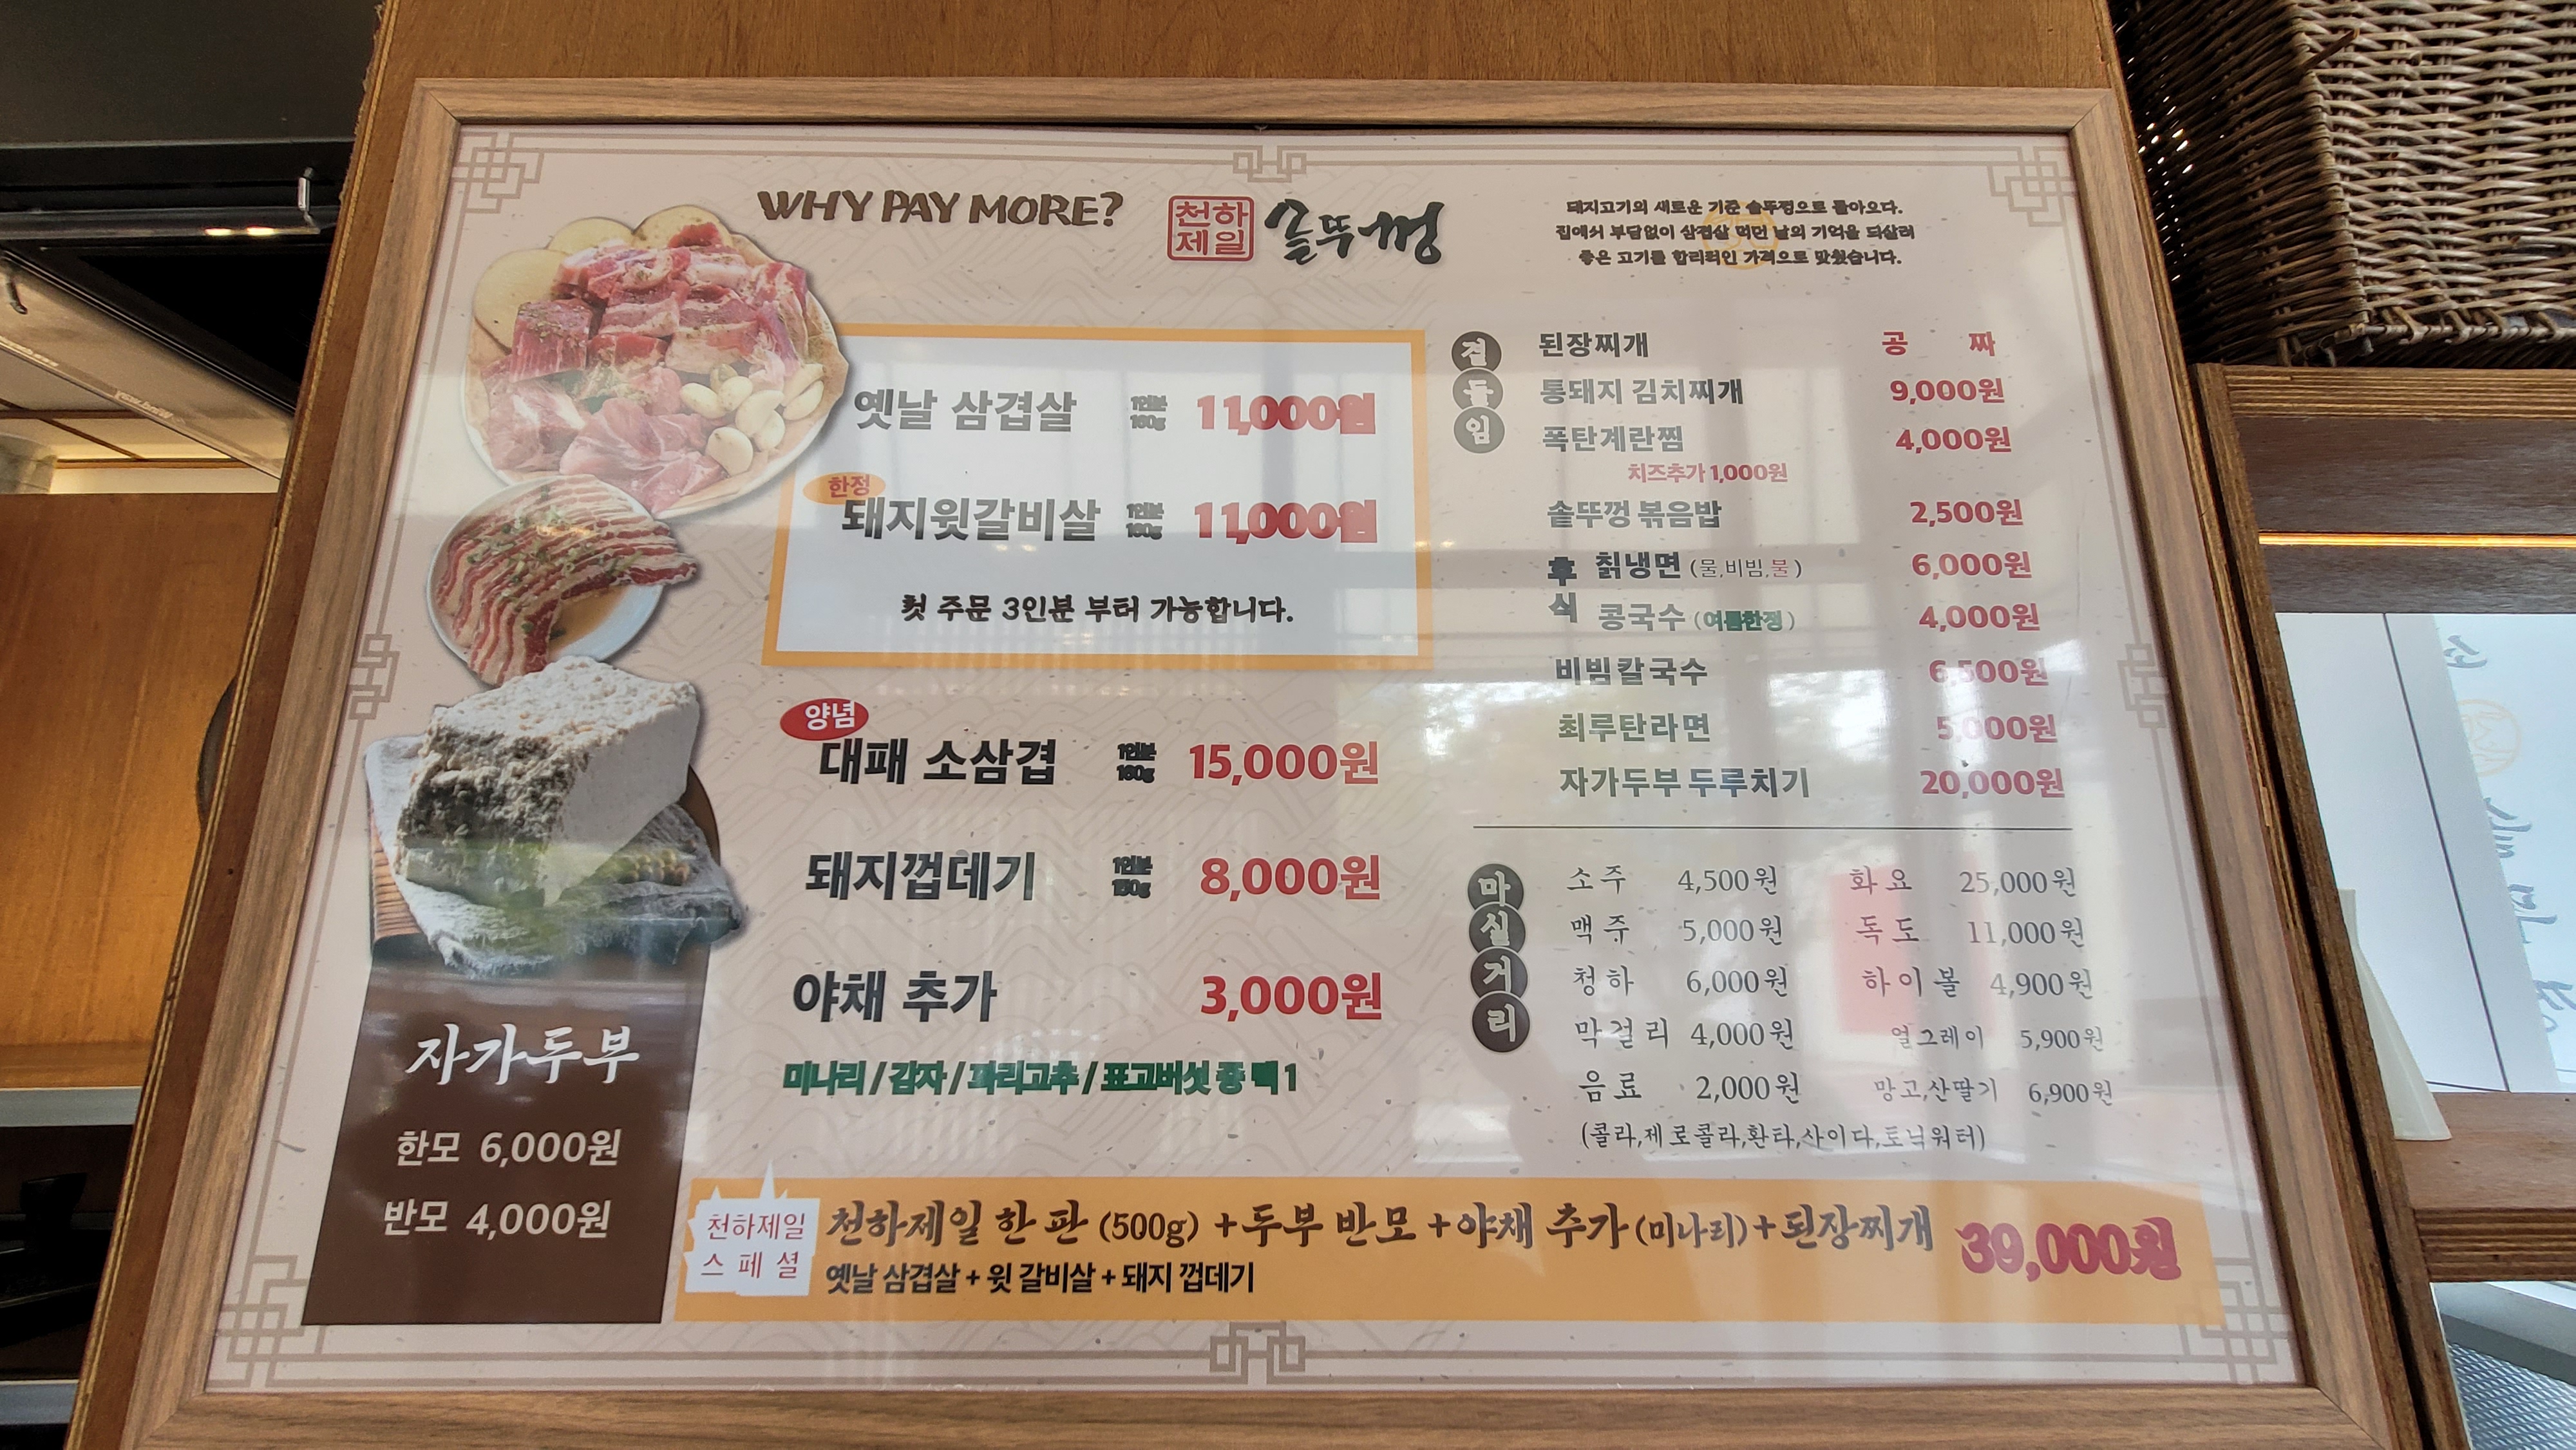 WHY PAY MORE?
천하
제일
솥뚜껑
돼지고기의 새로운 기준 솥뚜껑으로 돌아오다.
집에서 부담없이 삼겹살 먹던 날의 기억을 되살려
좋은 고기를 합리적인 가격으로 맞췄습니다.
옛날 삼겹살 1인분 11,000원
한정
돼지윗갈비살 1인분 11,000원
첫 주문 3인분 부터 가능합니다.
양념
대패 소삼겹 1인분 15,000원
돼지껍데기 1인분 8,000원
야채 추가 3,000원
미나리 / 감자 / 꽈리고추 / 표고버섯 중 택 1
곁들임
된장찌개 공 짜
통돼지 김치찌개 9,000원
폭탄계란찜 4,000원
치즈추가 1,000원
솥뚜껑 볶음밥 2,500원
후식
칡냉면 (물,비빔,물) 6,000원
콩국수 (여름한정) 4,000원
비빔칼국수 6,500원
최루탄라면 5,000원
자가두부 두루치기 20,000원
마실거리
소주 4,500원 화요 25,000원
맥주 5,000원 독도 11,000원
청하 6,000원 하이볼 4,900원
막걸리 4,000원 얼그레이 5,900원
음료 2,000원 망고,산딸기 6,900원
(콜라,제로콜라,환타,사이다,토닉워터)
자가두부
한모 6,000원
반모 4,000원
천하제일
스페셜
천하제일 한 판 (500g) + 두부 반모 + 야채 추가 (미나리) + 된장찌개 39,000원
옛날 삼겹살 + 윗 갈비살 + 돼지 껍데기